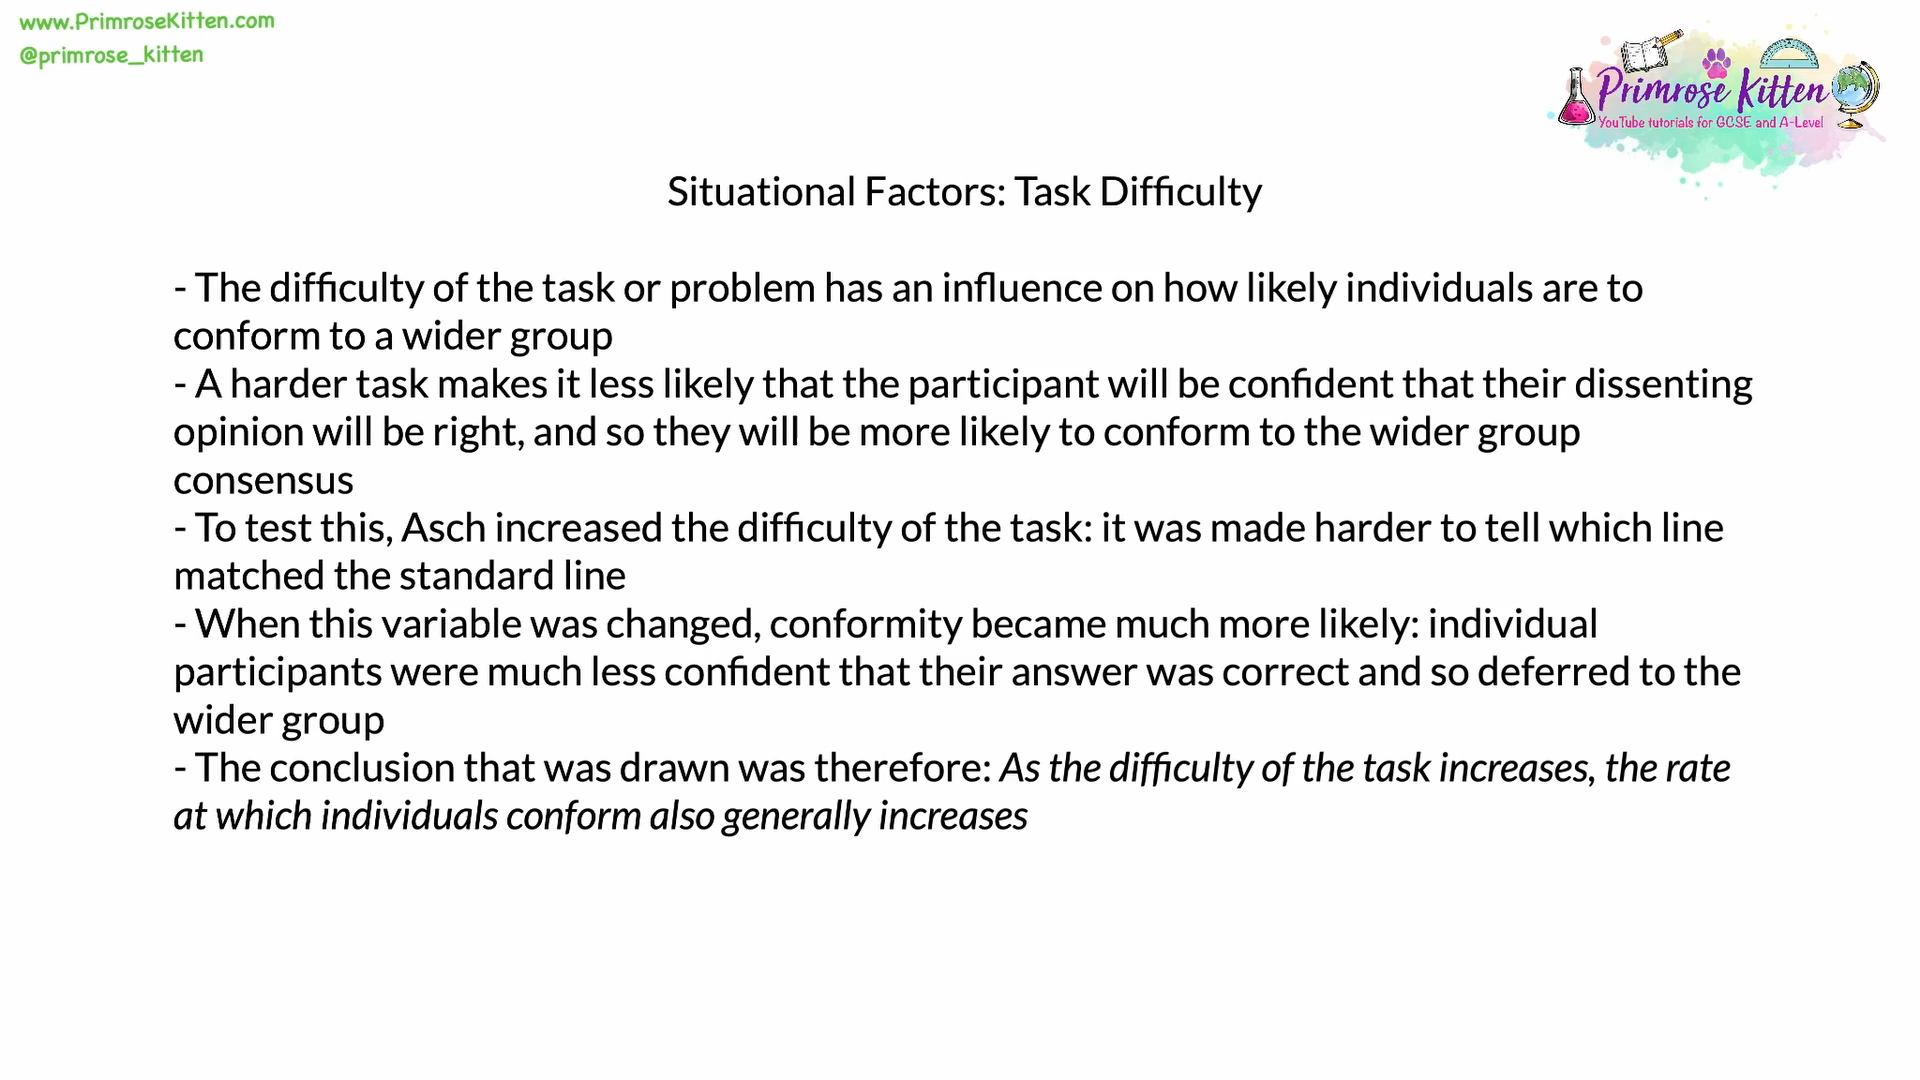 www.PrimroseKitten.com
@primrose_kitten
Primrose Kitten
YouTube tutorials for GCSE and A-Level
Situational Factors: Task Difficulty
- The difficulty of the task or problem has an influence on how likely individuals are to
conform to a wider group
- A harder task makes it less likely that the participant will be confident that their dissenting
opinion will be right, and so they will be more likely to conform to the wider group
consensus
- To test this, Asch increased the difficulty of the task: it was made harder to tell which line
matched the standard line
- When this variable was changed, conformity became much more likely: individual
participants were much less confident that their answer was correct and so deferred to the
wider group
- The conclusion that was drawn was therefore: As the difficulty of the task increases, the rate
at which individuals conform also generally increases